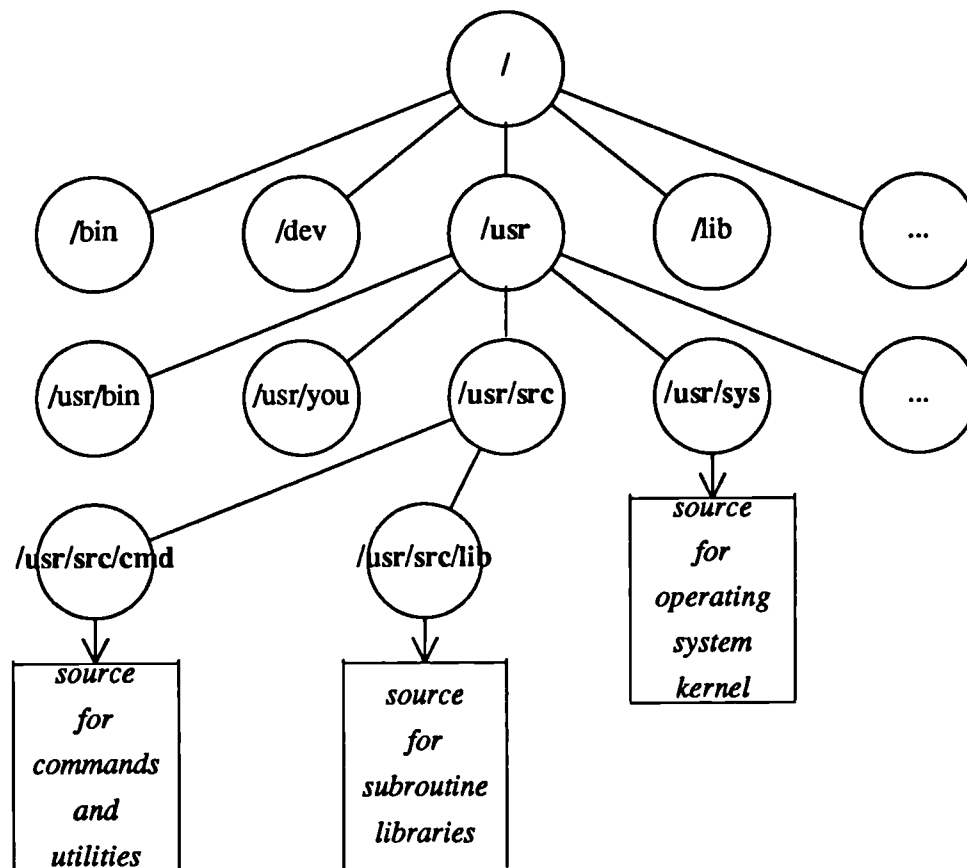 /
/bin /dev /usr /lib ...
/usr/bin /usr/you /usr/src /usr/sys ...
/usr/src/cmd /usr/src/lib
source
for
operating
system
kernel
source
for
commands
and
utilities
source
for
subroutine
libraries